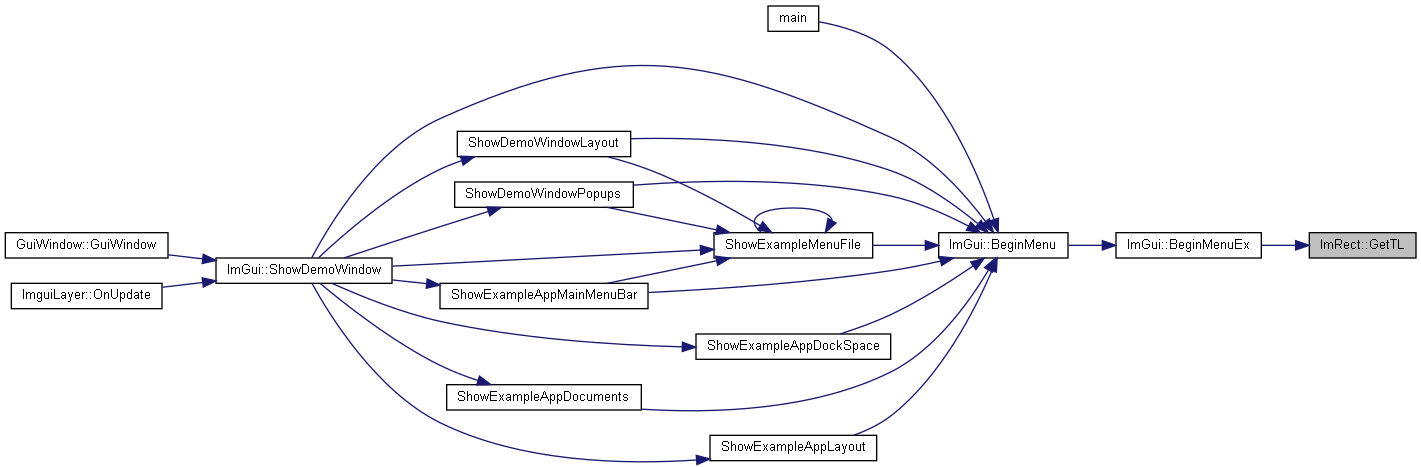 main
ShowDemoWindowLayout
ShowDemoWindowPopups
GuiWindow::GuiWindow
ShowExampleMenuFile
ImGui::BeginMenu
ImGui::BeginMenuEx
ImRect::GetTL
ImGui::ShowDemoWindow
ImguiLayer::OnUpdate
ShowExampleAppMainMenuBar
ShowExampleAppDockSpace
ShowExampleAppDocuments
ShowExampleAppLayout